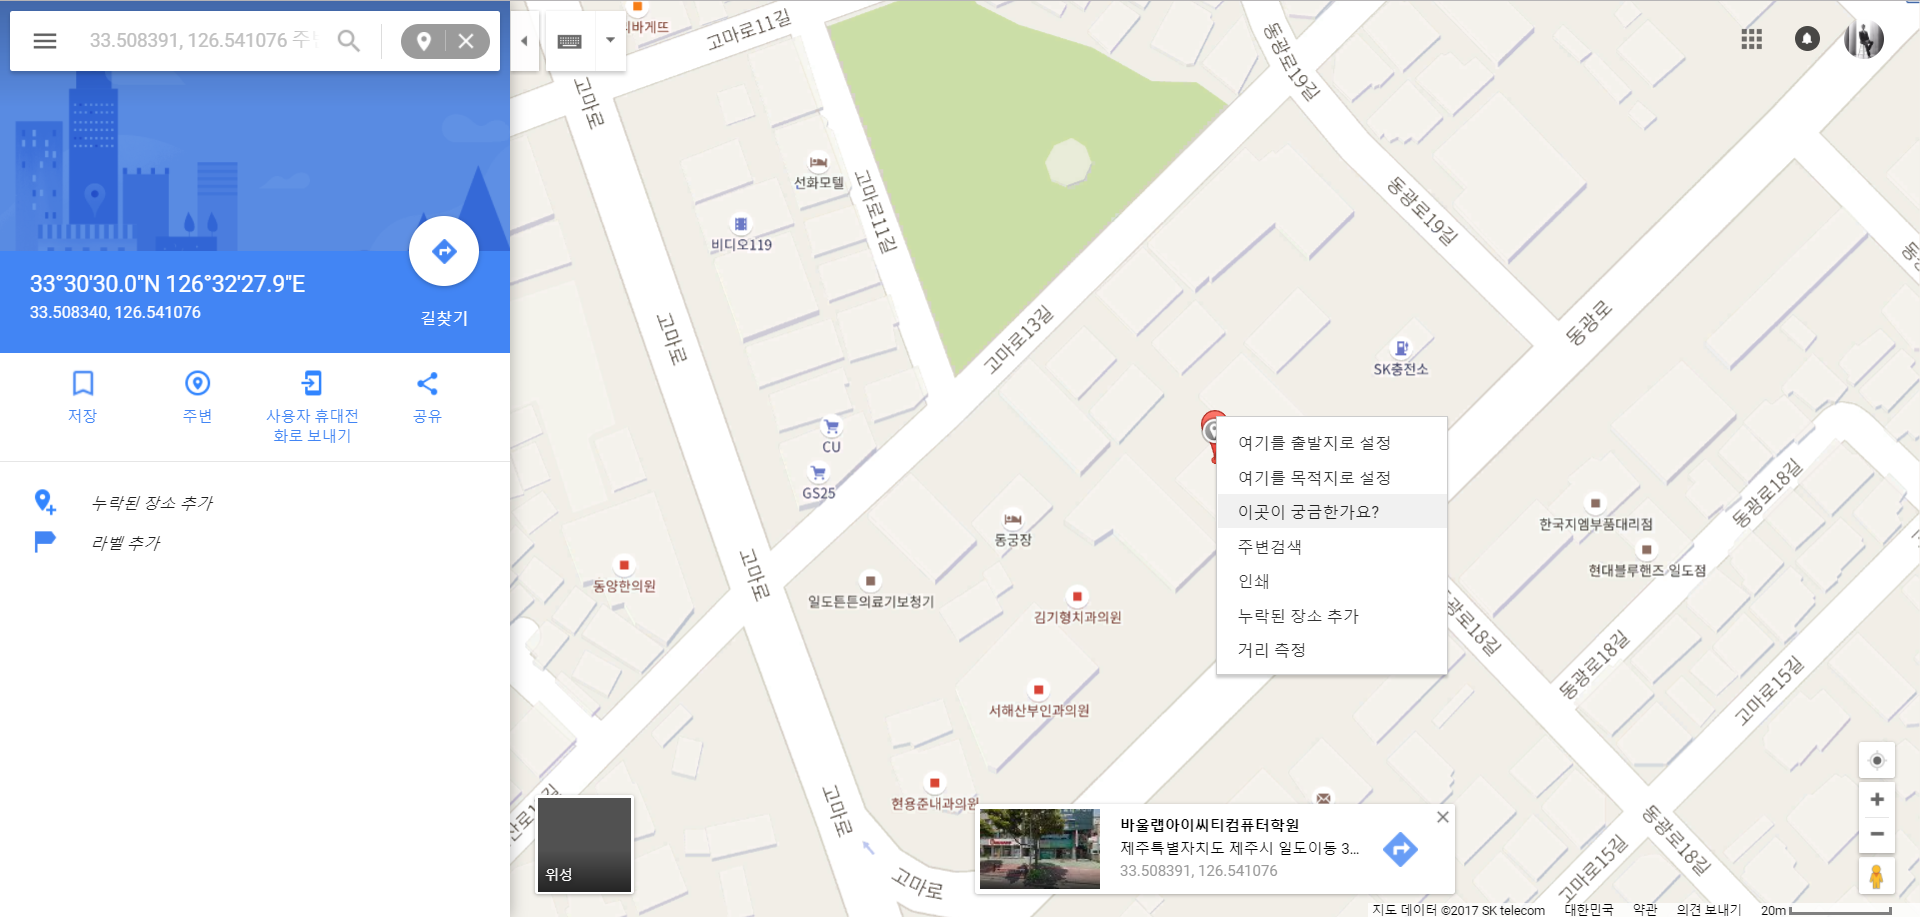 33.508391, 126.541076 주변
33°30'30.0"N 126°32'27.9"E
33.508340, 126.541076
길찾기
저장
주변
사용자 휴대전
화로 보내기
공유
누락된 장소 추가
라벨 추가
고마로11길
고마로
선화모텔
고마로11길
비디오119
고마로
고마로13길
동광로19길
동광로19길
동광로
SK충전소
CU
GS25
동궁장
고마로
동양한의원
일도튼튼의료기보청기
김기형치과의원
서해산부인과의원
현용준내과의원
고마로
고마로
여기를 출발지로 설정
여기를 목적지로 설정
이곳이 궁금한가요?
주변검색
인쇄
누락된 장소 추가
거리 측정
한국지엠부품대리점
현대블루핸즈 일도점
동광로18길
동광로18길
동광로18길
고마로15길
동광로18길
고마로15길
위성
바울랩아이씨티컴퓨터학원
제주특별자치도 제주시 일도이동 3...
33.508391, 126.541076
지도 데이터 ©2017 SK telecom 대한민국 약관 의견 보내기 20m